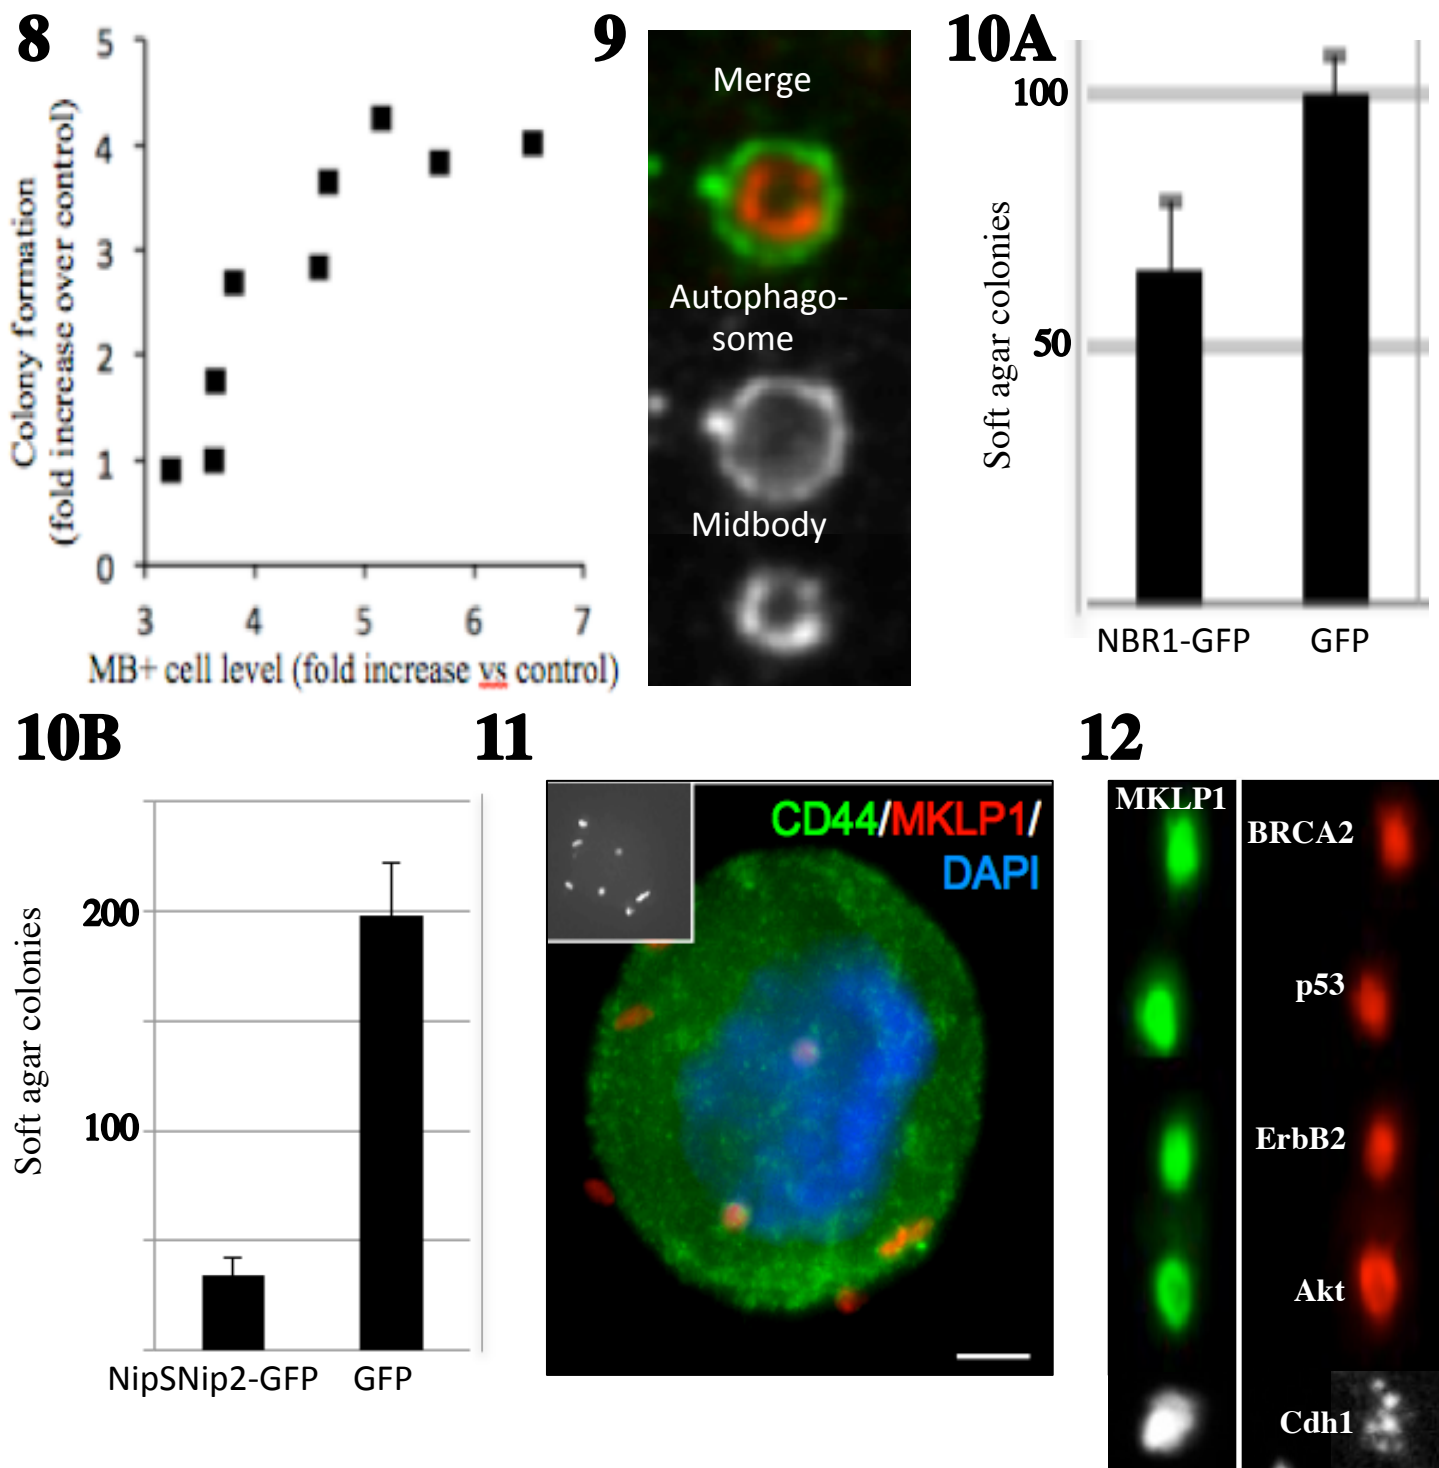 8
5
4
3
2
1
0
3 4 5 6 7
Colony formation
(fold increase over control)
MB+ cell level (fold increase vs control)
9
Merge
Autophago-
some
Midbody
10A
100
50
Soft agar colonies
NBR1-GFP GFP
10B
200
100
Soft agar colonies
NipSNip2-GFP GFP
11
CD44/MKLP1/
DAPI
12
MKLP1
BRCA2
p53
ErbB2
Akt
Cdh1